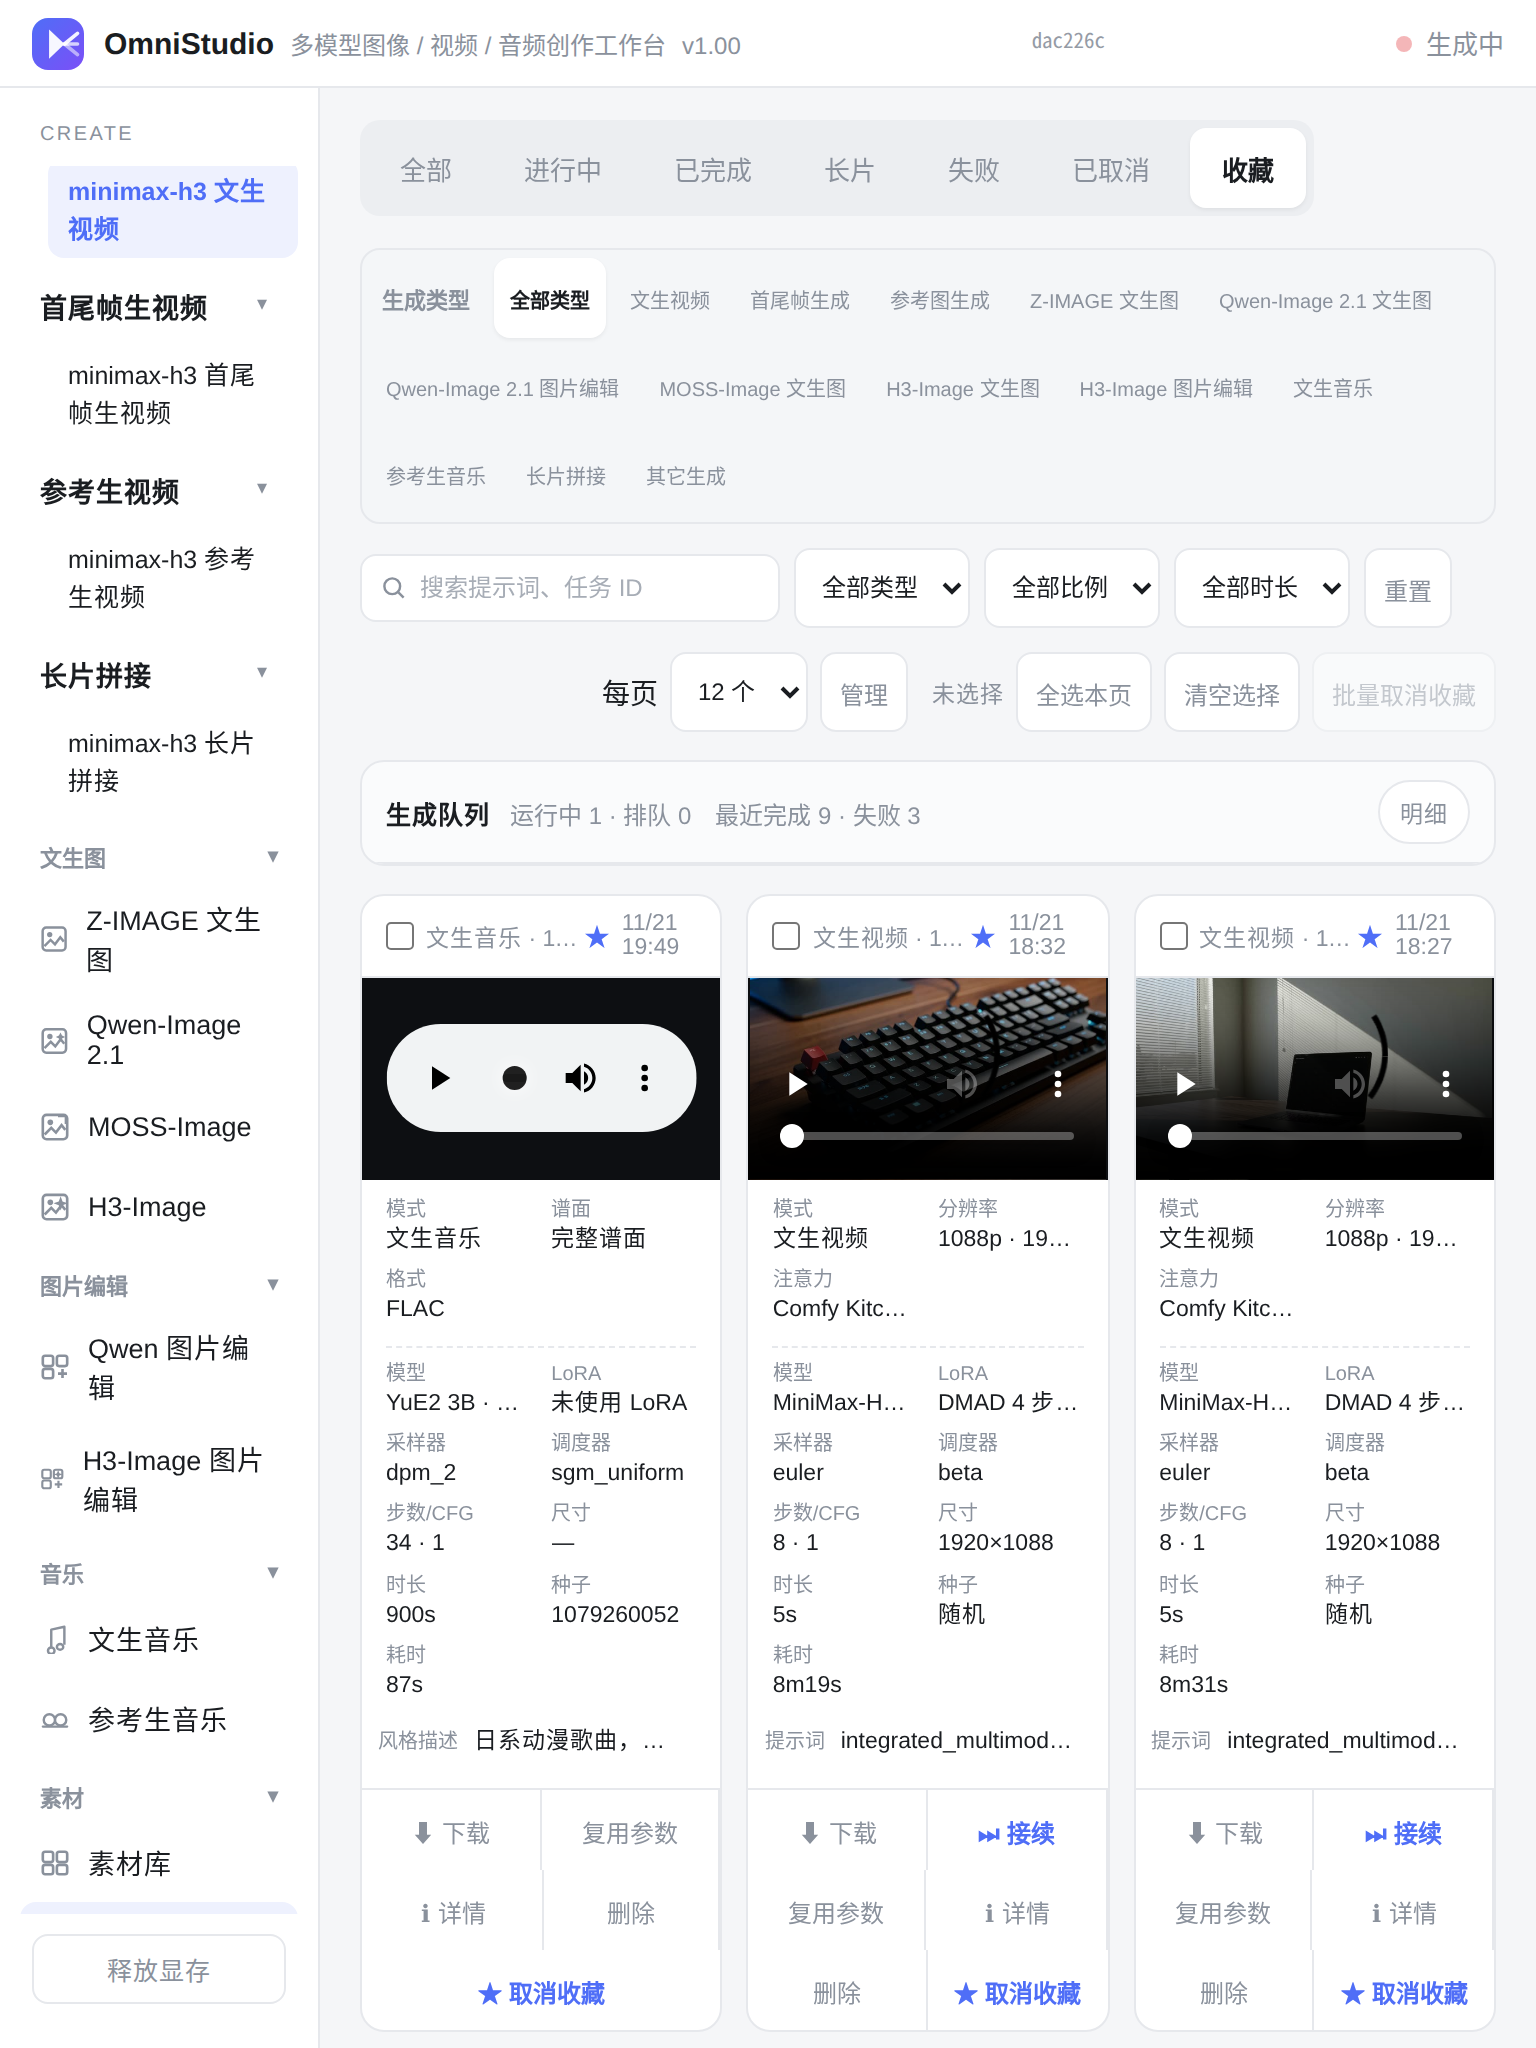 OmniStudio 多模型图像 / 视频 / 音频创作工作台 v1.00 dac226c 生成中
CREATE
minimax-h3 文生
视频
首尾帧生视频 ▼
minimax-h3 首尾
帧生视频
参考生视频 ▼
minimax-h3 参考
生视频
长片拼接 ▼
minimax-h3 长片
拼接
文生图 ▼
Z-IMAGE 文生
图
Qwen-Image
2.1
MOSS-Image
H3-Image
图片编辑 ▼
Qwen 图片编
辑
H3-Image 图片
编辑
音乐 ▼
文生音乐
参考生音乐
素材 ▼
素材库
释放显存
全部 进行中 已完成 长片 失败 已取消 收藏
生成类型 全部类型 文生视频 首尾帧生成 参考图生成 Z-IMAGE 文生图 Qwen-Image 2.1 文生图
Qwen-Image 2.1 图片编辑 MOSS-Image 文生图 H3-Image 文生图 H3-Image 图片编辑 文生音乐
参考生音乐 长片拼接 其它生成
搜索提示词、任务 ID 全部类型 全部比例 全部时长 重置
每页 12 个 管理 未选择 全选本页 清空选择 批量取消收藏
生成队列 运行中 1 · 排队 0 最近完成 9 · 失败 3 明细
文生音乐 · 1… ★ 11/21
19:49
模式 谱面
文生音乐 完整谱面
格式
FLAC
模型 LoRA
YuE2 3B · … 未使用 LoRA
采样器 调度器
dpm_2 sgm_uniform
步数/CFG 尺寸
34 · 1 —
时长 种子
900s 1079260052
耗时
87s
风格描述 日系动漫歌曲，…
⬇ 下载 复用参数
ℹ 详情 删除
★ 取消收藏
文生视频 · 1… ★ 11/21
18:32
模式 分辨率
文生视频 1088p · 19…
注意力
Comfy Kitc…
模型 LoRA
MiniMax-H… DMAD 4 步…
采样器 调度器
euler beta
步数/CFG 尺寸
8 · 1 1920×1088
时长 种子
5s 随机
耗时
8m19s
提示词 integrated_multimod…
⬇ 下载 ⏭ 接续
复用参数 ℹ 详情
删除 ★ 取消收藏
文生视频 · 1… ★ 11/21
18:27
模式 分辨率
文生视频 1088p · 19…
注意力
Comfy Kitc…
模型 LoRA
MiniMax-H… DMAD 4 步…
采样器 调度器
euler beta
步数/CFG 尺寸
8 · 1 1920×1088
时长 种子
5s 随机
耗时
8m31s
提示词 integrated_multimod…
⬇ 下载 ⏭ 接续
复用参数 ℹ 详情
删除 ★ 取消收藏